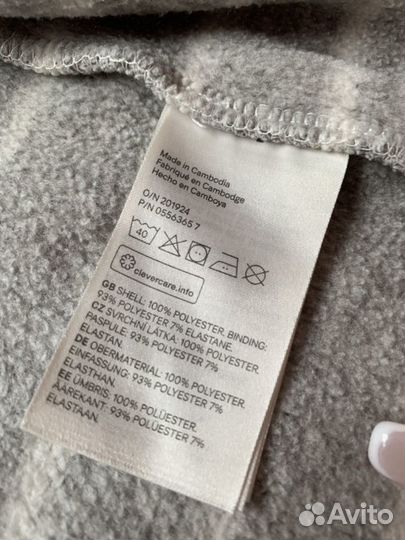 Made in Cambodia
Fabriqué en Cambodge
Hecho en Camboya
O/N 201924
P/N 0556365 7
40
clevercare.info
GB SHELL: 100% POLYESTER. BINDING:
93% POLYESTER 7% ELASTANE.
CZ SVRCHNÍ LÁTKA: 100% POLYESTER.
PASPULE: 93% POLYESTER 7%
ELASTAN.
DE OBERMATERIAL: 100% POLYESTER.
EINFASSUNG: 93% POLYESTER 7%
ELASTHAN.
EE ÜMBRIS: 100% POLÜESTER.
ÄÄREKANT: 93% POLÜESTER 7%
ELASTAAN.
Avito